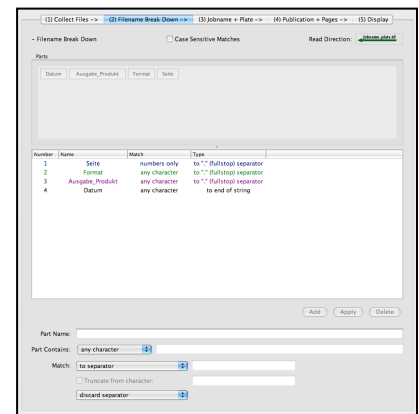 (1) Collect Files -> (2) Filename Break Down -> (3) Jobname + Plate -> (4) Publication + Pages -> (5) Display
- Filename Break Down Case Sensitive Matches Read Direction: Jobname_plate.tif
Parts
Datum Ausgabe_Produkt Format Seite
Number Name Match Type
1 Seite numbers only to "." (fullstop) separator
2 Format any character to "." (fullstop) separator
3 Ausgabe_Produkt any character to "." (fullstop) separator
4 Datum any character to end of string
Add Apply Delete
Part Name:
Part Contains: any character
Match: to separator
Truncate from character:
discard separator